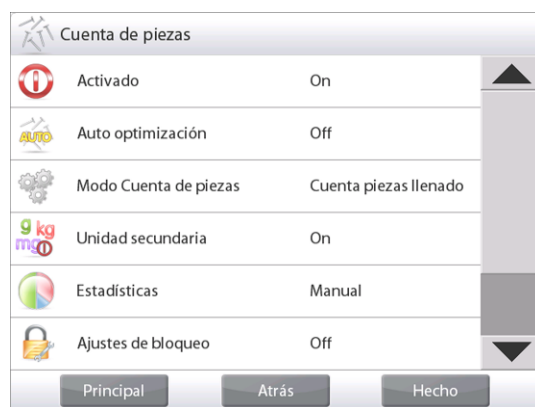 Cuenta de piezas
Activado On
AUTO
Auto optimización Off
Modo Cuenta de piezas Cuenta piezas llenado
g kg
mg
Unidad secundaria On
Estadísticas Manual
Ajustes de bloqueo Off
Principal Atrás Hecho